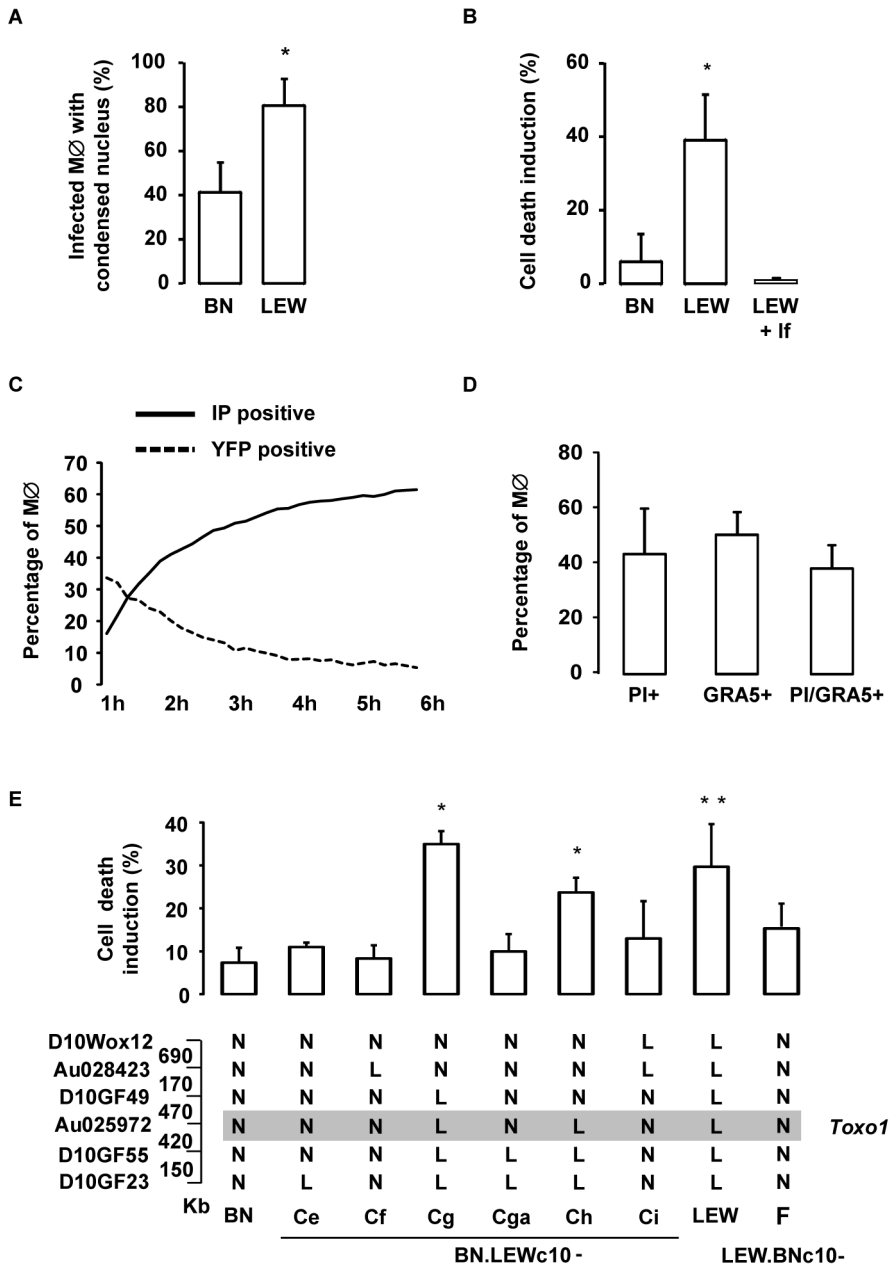 A
Infected MØ with
condensed nucleus (%)
100
80
60
40
20
0
*
BN LEW
B
Cell death induction (%)
60
40
20
0
*
BN LEW LEW
+ If
C
IP positive
YFP positive
Percentage of MØ
70
60
50
40
30
20
10
0
1h 2h 3h 4h 5h 6h
D
Percentage of MØ
80
60
40
20
0
PI+ GRA5+ PI/GRA5+
E
Cell death
induction (%)
40
30
20
10
0
* * * *
D10Wox12 N N N N N N L L N
690
Au028423 N N L N N N L L N
170
D10GF49 N N N L N N N L N
470
Au025972 N N N L N L N L N Toxo1
420
D10GF55 N N N L L L N L N
150
D10GF23 N L N L L L N L N
Kb BN Ce Cf Cg Cga Ch Ci LEW F
BN.LEWc10 - LEW.BNc10-